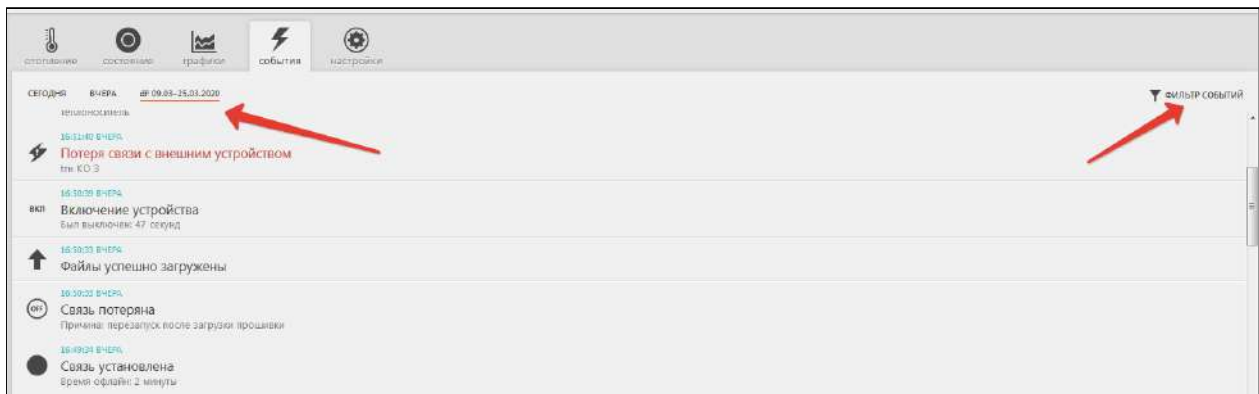 отопление состояние графики события настройки
СЕГОДНЯ ВЧЕРА 09.03–25.03.2020 ФИЛЬТР СОБЫТИЙ
теплоноситель
16:51:40 ВЧЕРА
Потеря связи с внешним устройством
16:50:39 ВЧЕРА
ВКЛ Включение устройства
Был выключен: 47 секунд
16:50:33 ВЧЕРА
Файлы успешно загружены
16:50:33 ВЧЕРА
OFF Связь потеряна
Причина: перезапуск после загрузки прошивки
16:49:24 ВЧЕРА
Связь установлена
Время офлайн: 2 минуты